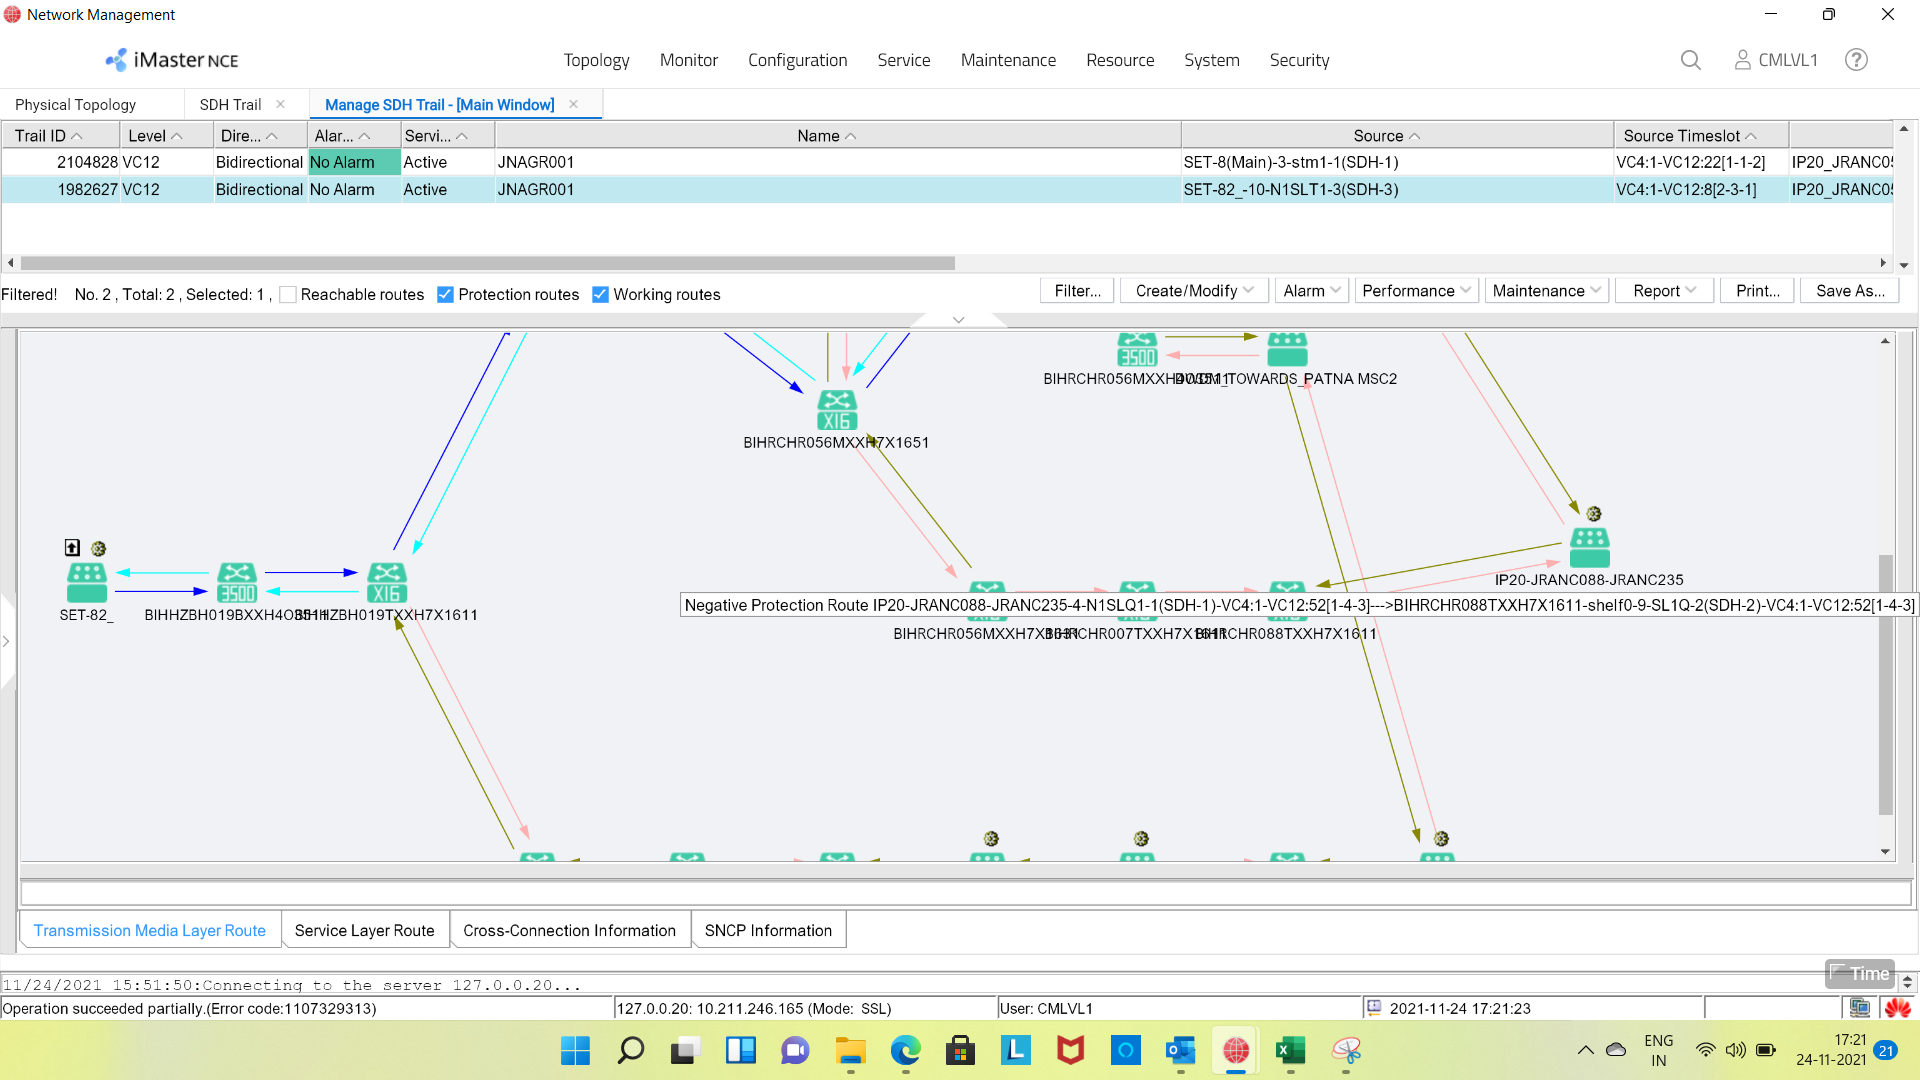 Network Management
iMaster NCE
Topology Monitor Configuration Service Maintenance Resource System Security
CMLVL1
Physical Topology SDH Trail Manage SDH Trail - [Main Window]
Trail ID Level Dire... Alar... Servi... Name Source Source Timeslot
2104828 VC12 Bidirectional No Alarm Active JNAGR001 SET-8(Main)-3-stm1-1(SDH-1) VC4:1-VC12:22[1-1-2] IP20_JRANC05
1982627 VC12 Bidirectional No Alarm Active JNAGR001 SET-82_-10-N1SLT1-3(SDH-3) VC4:1-VC12:8[2-3-1] IP20_JRANC05
Filtered! No. 2 , Total: 2 , Selected: 1 , Reachable routes Protection routes Working routes
Filter... Create/Modify Alarm Performance Maintenance Report Print... Save As...
3500
TOWARDS_PATNA MSC2
X16
BIHRCHR056MXXH7X1651
IP20-JRANC088-JRANC235
3500 X16
SET-82_
Negative Protection Route IP20-JRANC088-JRANC235-4-N1SLQ1-1(SDH-1)-VC4:1-VC12:52[1-4-3]--->BIHRCHR088TXXH7X1611-shelf0-9-SL1Q-2(SDH-2)-VC4:1-VC12:52[1-4-3]
Transmission Media Layer Route Service Layer Route Cross-Connection Information SNCP Information
Time
11/24/2021 15:51:50:Connecting to the server 127.0.0.20...
Operation succeeded partially.(Error code:1107329313) 127.0.0.20: 10.211.246.165 (Mode: SSL) User: CMLVL1 2021-11-24 17:21:23
ENG
IN
17:21
24-11-2021
21